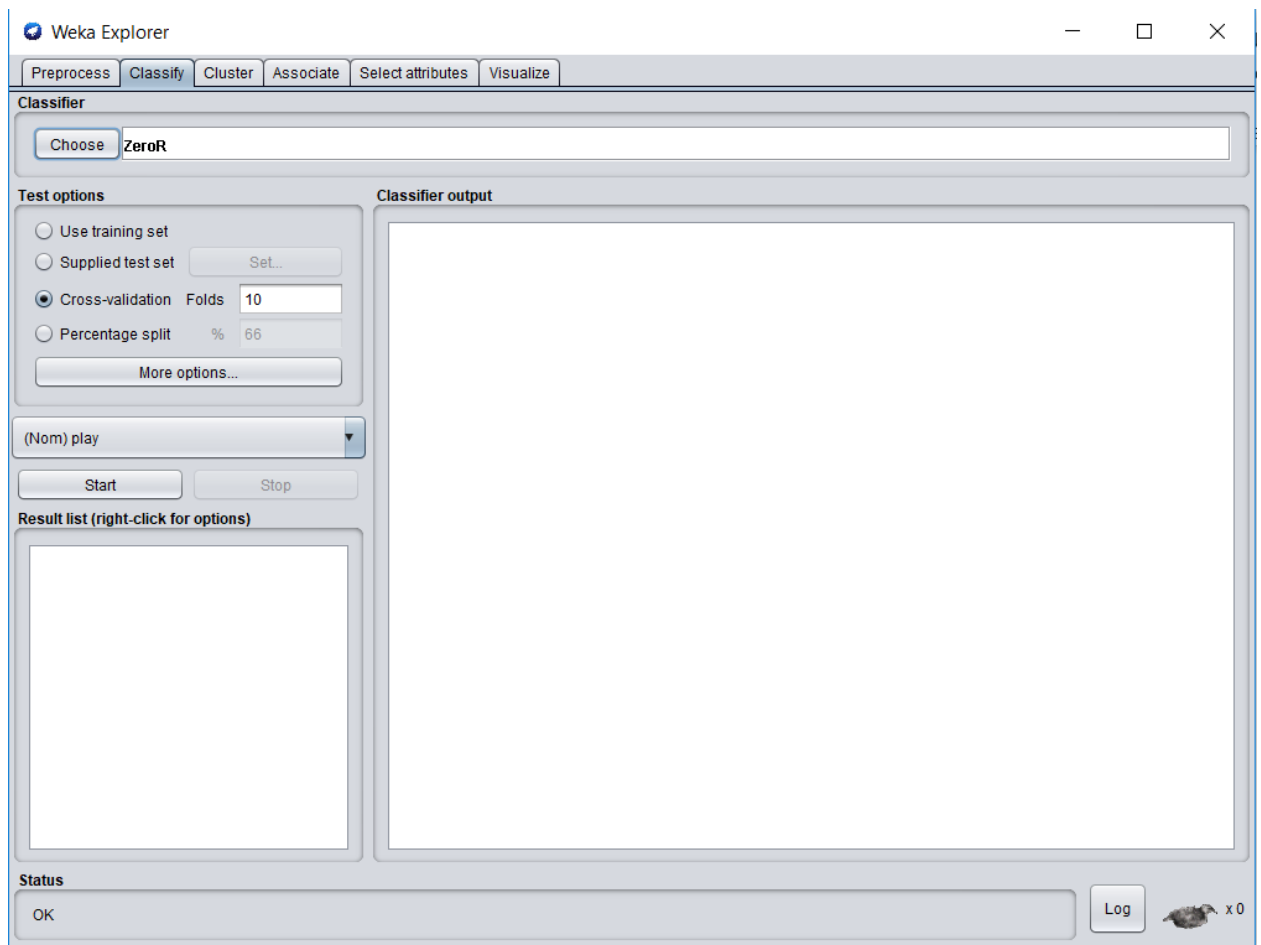 Weka Explorer
Preprocess Classify Cluster Associate Select attributes Visualize
Classifier
Choose ZeroR
Test options
Use training set
Supplied test set Set...
Cross-validation Folds 10
Percentage split % 66
More options...
(Nom) play
Start Stop
Result list (right-click for options)
Classifier output
Status
OK
Log x 0